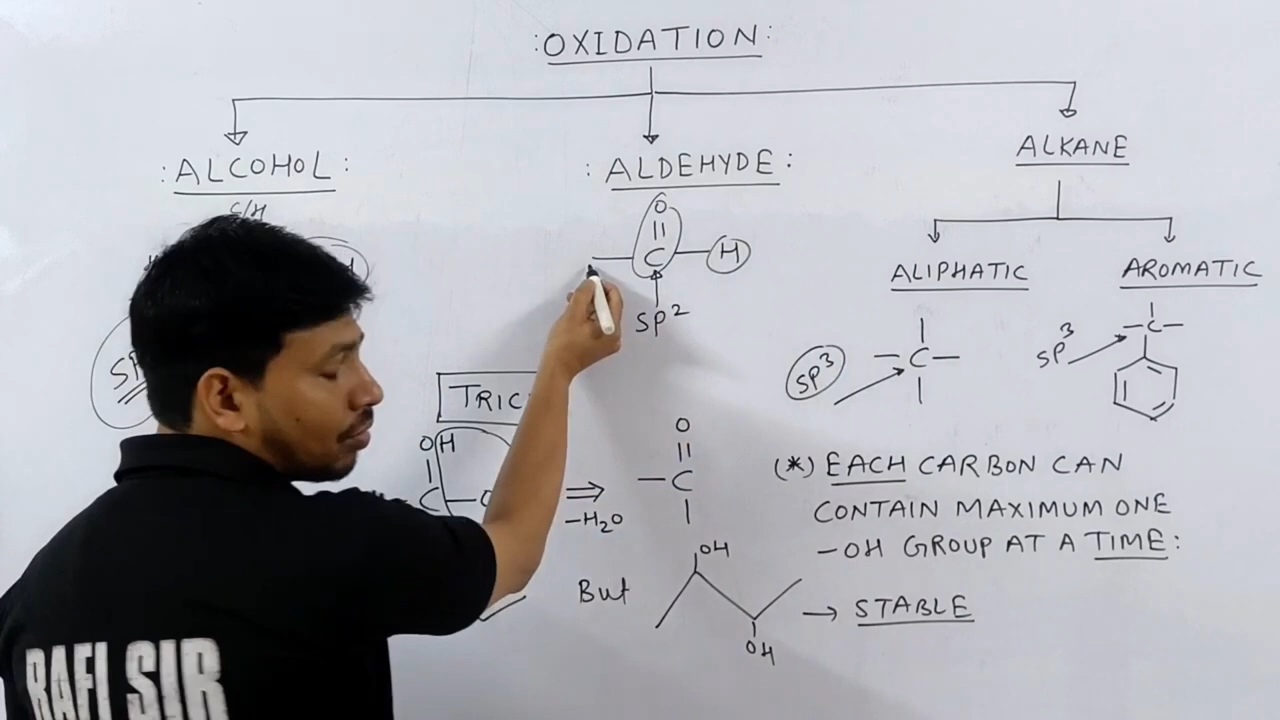 :OXIDATION:
:ALCOHOL:
:ALDEHYDE:
ALKANE
C/H
O
C
H
SP²
ALIPHATIC
AROMATIC
C
SP³
C
SP³
OH
C
O
C
⇒
-H₂O
(*) EACH CARBON CAN
CONTAIN MAXIMUM ONE
-OH GROUP AT A TIME:
But
OH
OH
→ STABLE
RAFI SIR